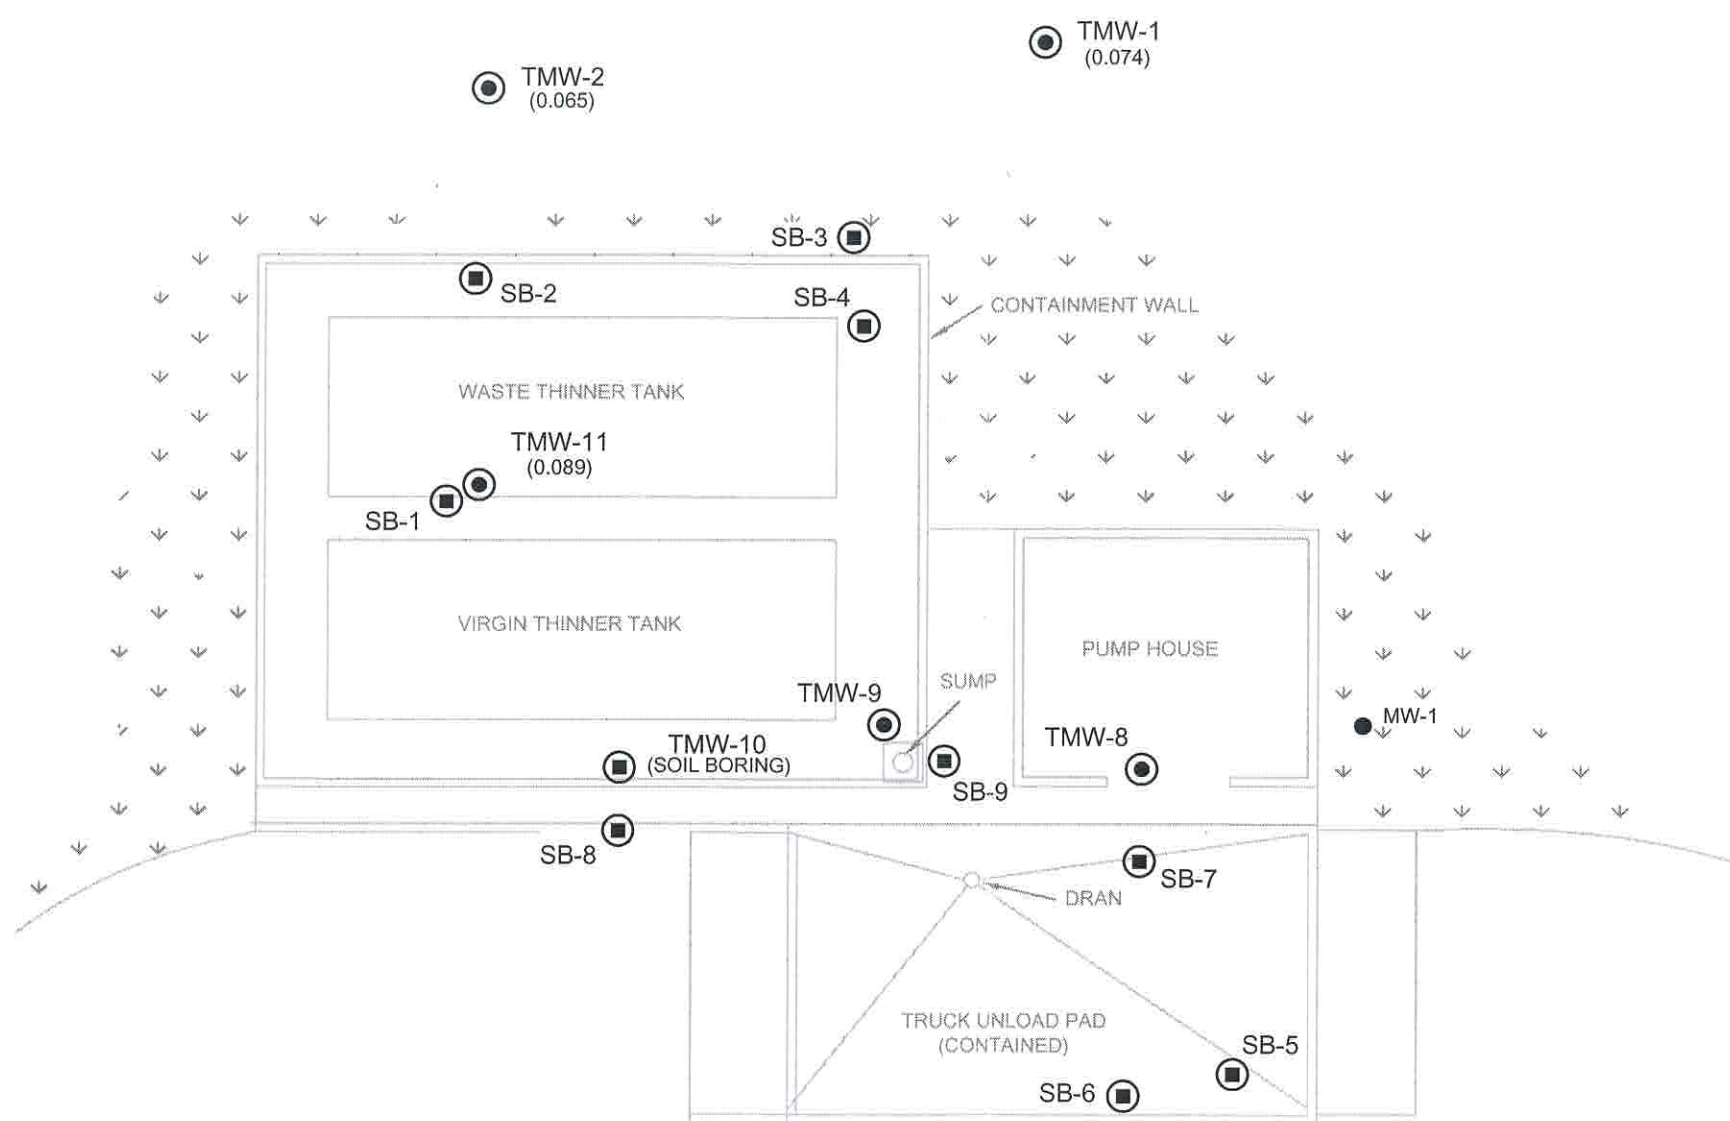 TMW-1
(0.074)
TMW-2
(0.065)
SB-3
SB-2
SB-4
CONTAINMENT WALL
WASTE THINNER TANK
TMW-11
(0.089)
SB-1
VIRGIN THINNER TANK
PUMP HOUSE
SUMP
TMW-9
MW-1
TMW-10
(SOIL BORING)
TMW-8
SB-9
SB-8
SB-7
DRAN
TRUCK UNLOAD PAD
(CONTAINED)
SB-5
SB-6